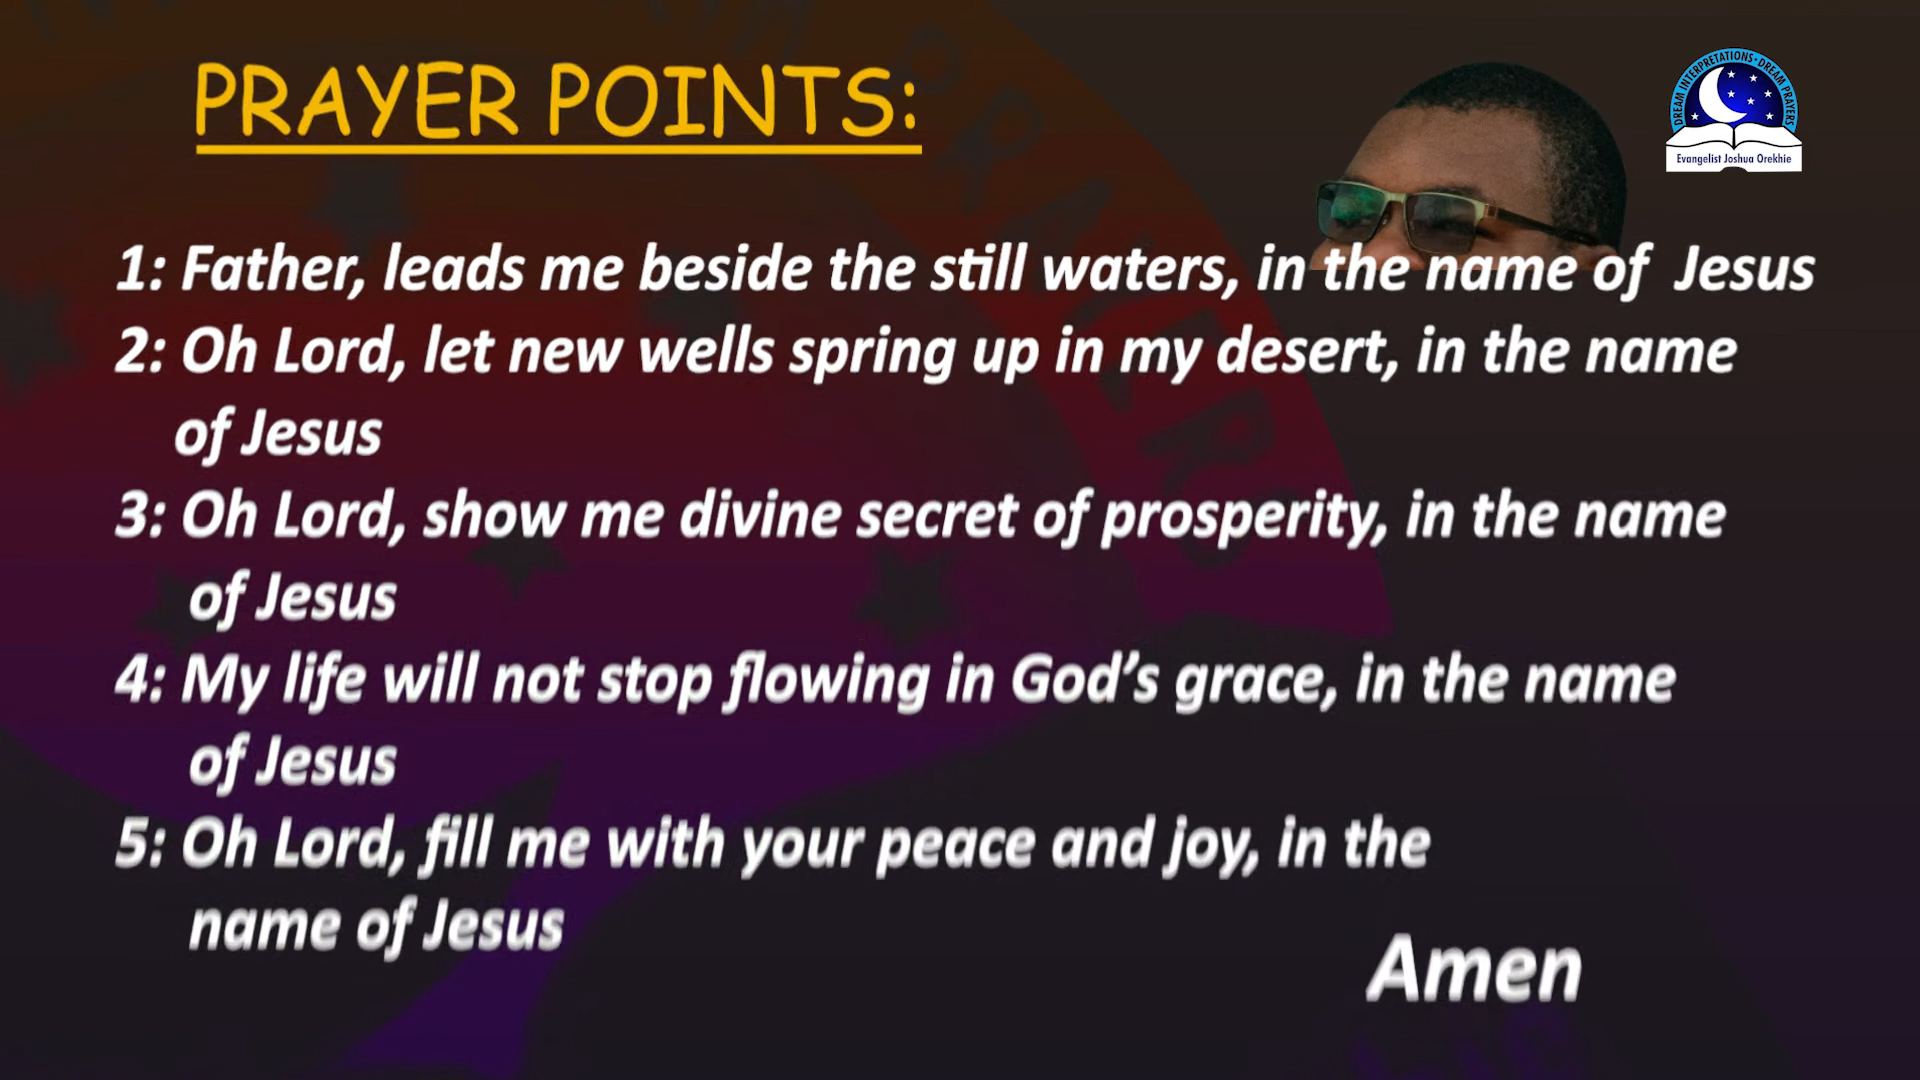 PRAYER POINTS:
DREAM INTERPRETATIONS • DREAM PRAYERS
Evangelist Joshua Orekhie
1: Father, leads me beside the still waters, in the name of Jesus
2: Oh Lord, let new wells spring up in my desert, in the name
of Jesus
3: Oh Lord, show me divine secret of prosperity, in the name
of Jesus
4: My life will not stop flowing in God’s grace, in the name
of Jesus
5: Oh Lord, fill me with your peace and joy, in the
name of Jesus
Amen